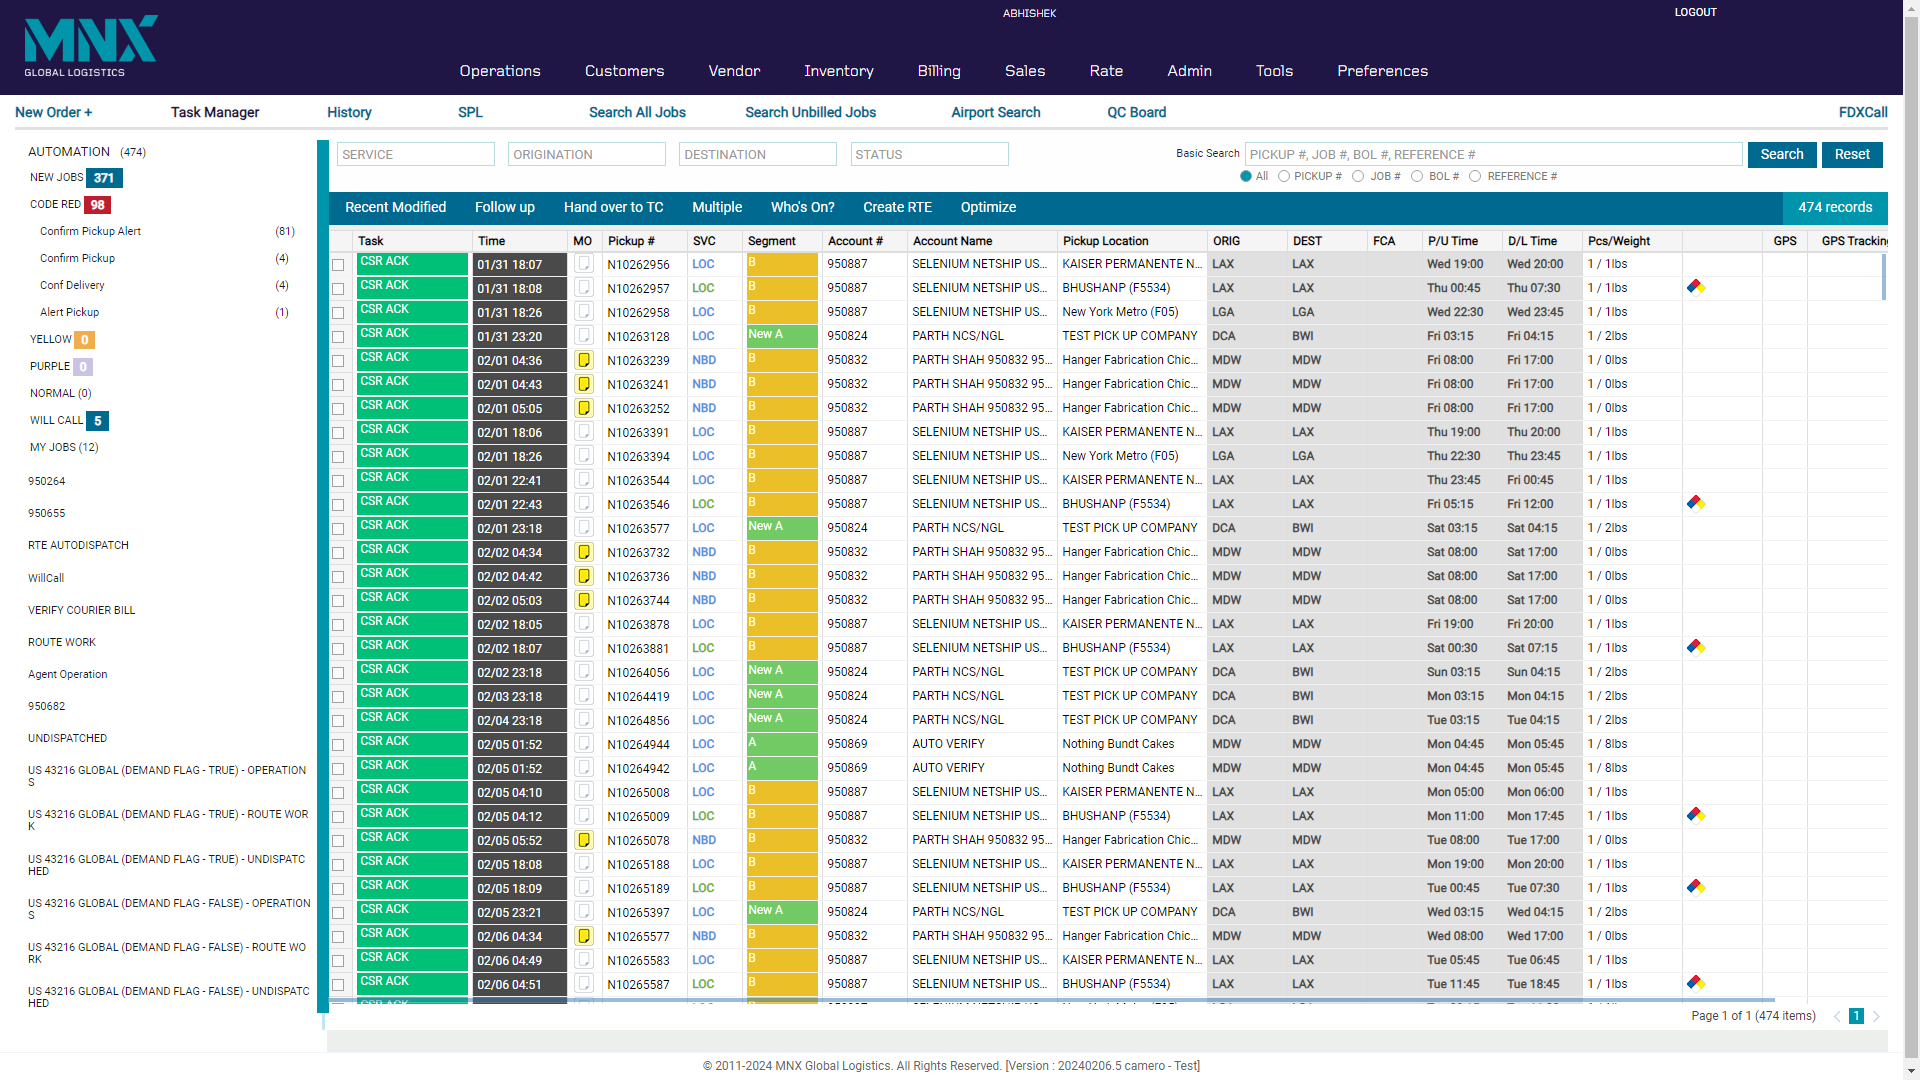 ABHISHEK
LOGOUT
MNX
GLOBAL LOGISTICS
Operations Customers Vendor Inventory Billing Sales Rate Admin Tools Preferences
New Order + Task Manager History SPL Search All Jobs Search Unbilled Jobs Airport Search QC Board FDXCall
AUTOMATION (474)
NEW JOBS 371
CODE RED 98
Confirm Pickup Alert (81)
Confirm Pickup (4)
Conf Delivery (4)
Alert Pickup (1)
YELLOW 0
PURPLE 0
NORMAL (0)
WILL CALL 5
MY JOBS (12)
950264
950655
RTE AUTODISPATCH
WillCall
VERIFY COURIER BILL
ROUTE WORK
Agent Operation
950682
UNDISPATCHED
US 43216 GLOBAL (DEMAND FLAG - TRUE) - OPERATION
S
US 43216 GLOBAL (DEMAND FLAG - TRUE) - ROUTE WOR
K
US 43216 GLOBAL (DEMAND FLAG - TRUE) - UNDISPATC
HED
US 43216 GLOBAL (DEMAND FLAG - FALSE) - OPERATION
S
US 43216 GLOBAL (DEMAND FLAG - FALSE) - ROUTE WO
RK
US 43216 GLOBAL (DEMAND FLAG - FALSE) - UNDISPATC
HED
SERVICE ORIGINATION DESTINATION STATUS Basic Search PICKUP #, JOB #, BOL #, REFERENCE # Search Reset
All PICKUP # JOB # BOL # REFERENCE #
Recent Modified Follow up Hand over to TC Multiple Who's On? Create RTE Optimize 474 records
Task Time MO Pickup # SVC Segment Account # Account Name Pickup Location ORIG DEST FCA P/U Time D/L Time Pcs/Weight GPS GPS Tracking
CSR ACK 01/31 18:07 N10262956 LOC B 950887 SELENIUM NETSHIP US... KAISER PERMANENTE N... LAX LAX Wed 19:00 Wed 20:00 1 / 1lbs
CSR ACK 01/31 18:08 N10262957 LOC B 950887 SELENIUM NETSHIP US... BHUSHANP (F5534) LAX LAX Thu 00:45 Thu 07:30 1 / 1lbs
CSR ACK 01/31 18:26 N10262958 LOC B 950887 SELENIUM NETSHIP US... New York Metro (F05) LGA LGA Wed 22:30 Wed 23:45 1 / 1lbs
CSR ACK 01/31 23:20 N10263128 LOC New A 950824 PARTH NCS/NGL TEST PICK UP COMPANY DCA BWI Fri 03:15 Fri 04:15 1 / 2lbs
CSR ACK 02/01 04:36 N10263239 NBD B 950832 PARTH SHAH 950832 95... Hanger Fabrication Chic... MDW MDW Fri 08:00 Fri 17:00 1 / 0lbs
CSR ACK 02/01 04:43 N10263241 NBD B 950832 PARTH SHAH 950832 95... Hanger Fabrication Chic... MDW MDW Fri 08:00 Fri 17:00 1 / 0lbs
CSR ACK 02/01 05:05 N10263252 NBD B 950832 PARTH SHAH 950832 95... Hanger Fabrication Chic... MDW MDW Fri 08:00 Fri 17:00 1 / 0lbs
CSR ACK 02/01 18:06 N10263391 LOC B 950887 SELENIUM NETSHIP US... KAISER PERMANENTE N... LAX LAX Thu 19:00 Thu 20:00 1 / 1lbs
CSR ACK 02/01 18:26 N10263394 LOC B 950887 SELENIUM NETSHIP US... New York Metro (F05) LGA LGA Thu 22:30 Thu 23:45 1 / 1lbs
CSR ACK 02/01 22:41 N10263544 LOC B 950887 SELENIUM NETSHIP US... KAISER PERMANENTE N... LAX LAX Thu 23:45 Fri 00:45 1 / 1lbs
CSR ACK 02/01 22:43 N10263546 LOC B 950887 SELENIUM NETSHIP US... BHUSHANP (F5534) LAX LAX Fri 05:15 Fri 12:00 1 / 1lbs
CSR ACK 02/01 23:18 N10263577 LOC New A 950824 PARTH NCS/NGL TEST PICK UP COMPANY DCA BWI Sat 03:15 Sat 04:15 1 / 2lbs
CSR ACK 02/02 04:34 N10263732 NBD B 950832 PARTH SHAH 950832 95... Hanger Fabrication Chic... MDW MDW Sat 08:00 Sat 17:00 1 / 0lbs
CSR ACK 02/02 04:42 N10263736 NBD B 950832 PARTH SHAH 950832 95... Hanger Fabrication Chic... MDW MDW Sat 08:00 Sat 17:00 1 / 0lbs
CSR ACK 02/02 05:03 N10263744 NBD B 950832 PARTH SHAH 950832 95... Hanger Fabrication Chic... MDW MDW Sat 08:00 Sat 17:00 1 / 0lbs
CSR ACK 02/02 18:05 N10263878 LOC B 950887 SELENIUM NETSHIP US... KAISER PERMANENTE N... LAX LAX Fri 19:00 Fri 20:00 1 / 1lbs
CSR ACK 02/02 18:07 N10263881 LOC B 950887 SELENIUM NETSHIP US... BHUSHANP (F5534) LAX LAX Sat 00:30 Sat 07:15 1 / 1lbs
CSR ACK 02/02 23:18 N10264056 LOC New A 950824 PARTH NCS/NGL TEST PICK UP COMPANY DCA BWI Sun 03:15 Sun 04:15 1 / 2lbs
CSR ACK 02/03 23:18 N10264419 LOC New A 950824 PARTH NCS/NGL TEST PICK UP COMPANY DCA BWI Mon 03:15 Mon 04:15 1 / 2lbs
CSR ACK 02/04 23:18 N10264856 LOC New A 950824 PARTH NCS/NGL TEST PICK UP COMPANY DCA BWI Tue 03:15 Tue 04:15 1 / 2lbs
CSR ACK 02/05 01:52 N10264944 LOC A 950869 AUTO VERIFY Nothing Bundt Cakes MDW MDW Mon 04:45 Mon 05:45 1 / 8lbs
CSR ACK 02/05 01:52 N10264942 LOC A 950869 AUTO VERIFY Nothing Bundt Cakes MDW MDW Mon 04:45 Mon 05:45 1 / 8lbs
CSR ACK 02/05 04:10 N10265008 LOC B 950887 SELENIUM NETSHIP US... KAISER PERMANENTE N... LAX LAX Mon 05:00 Mon 06:00 1 / 1lbs
CSR ACK 02/05 04:12 N10265009 LOC B 950887 SELENIUM NETSHIP US... BHUSHANP (F5534) LAX LAX Mon 11:00 Mon 17:45 1 / 1lbs
CSR ACK 02/05 05:52 N10265078 NBD B 950832 PARTH SHAH 950832 95... Hanger Fabrication Chic... MDW MDW Tue 08:00 Tue 17:00 1 / 0lbs
CSR ACK 02/05 18:08 N10265188 LOC B 950887 SELENIUM NETSHIP US... KAISER PERMANENTE N... LAX LAX Mon 19:00 Mon 20:00 1 / 1lbs
CSR ACK 02/05 18:09 N10265189 LOC B 950887 SELENIUM NETSHIP US... BHUSHANP (F5534) LAX LAX Tue 00:45 Tue 07:30 1 / 1lbs
CSR ACK 02/05 23:21 N10265397 LOC New A 950824 PARTH NCS/NGL TEST PICK UP COMPANY DCA BWI Wed 03:15 Wed 04:15 1 / 2lbs
CSR ACK 02/06 04:34 N10265577 NBD B 950832 PARTH SHAH 950832 95... Hanger Fabrication Chic... MDW MDW Wed 08:00 Wed 17:00 1 / 0lbs
CSR ACK 02/06 04:49 N10265583 LOC B 950887 SELENIUM NETSHIP US... KAISER PERMANENTE N... LAX LAX Tue 05:45 Tue 06:45 1 / 1lbs
CSR ACK 02/06 04:51 N10265587 LOC B 950887 SELENIUM NETSHIP US... BHUSHANP (F5534) LAX LAX Tue 11:45 Tue 18:45 1 / 1lbs
Page 1 of 1 (474 items) 1
© 2011-2024 MNX Global Logistics. All Rights Reserved. [Version : 20240206.5 camero - Test]